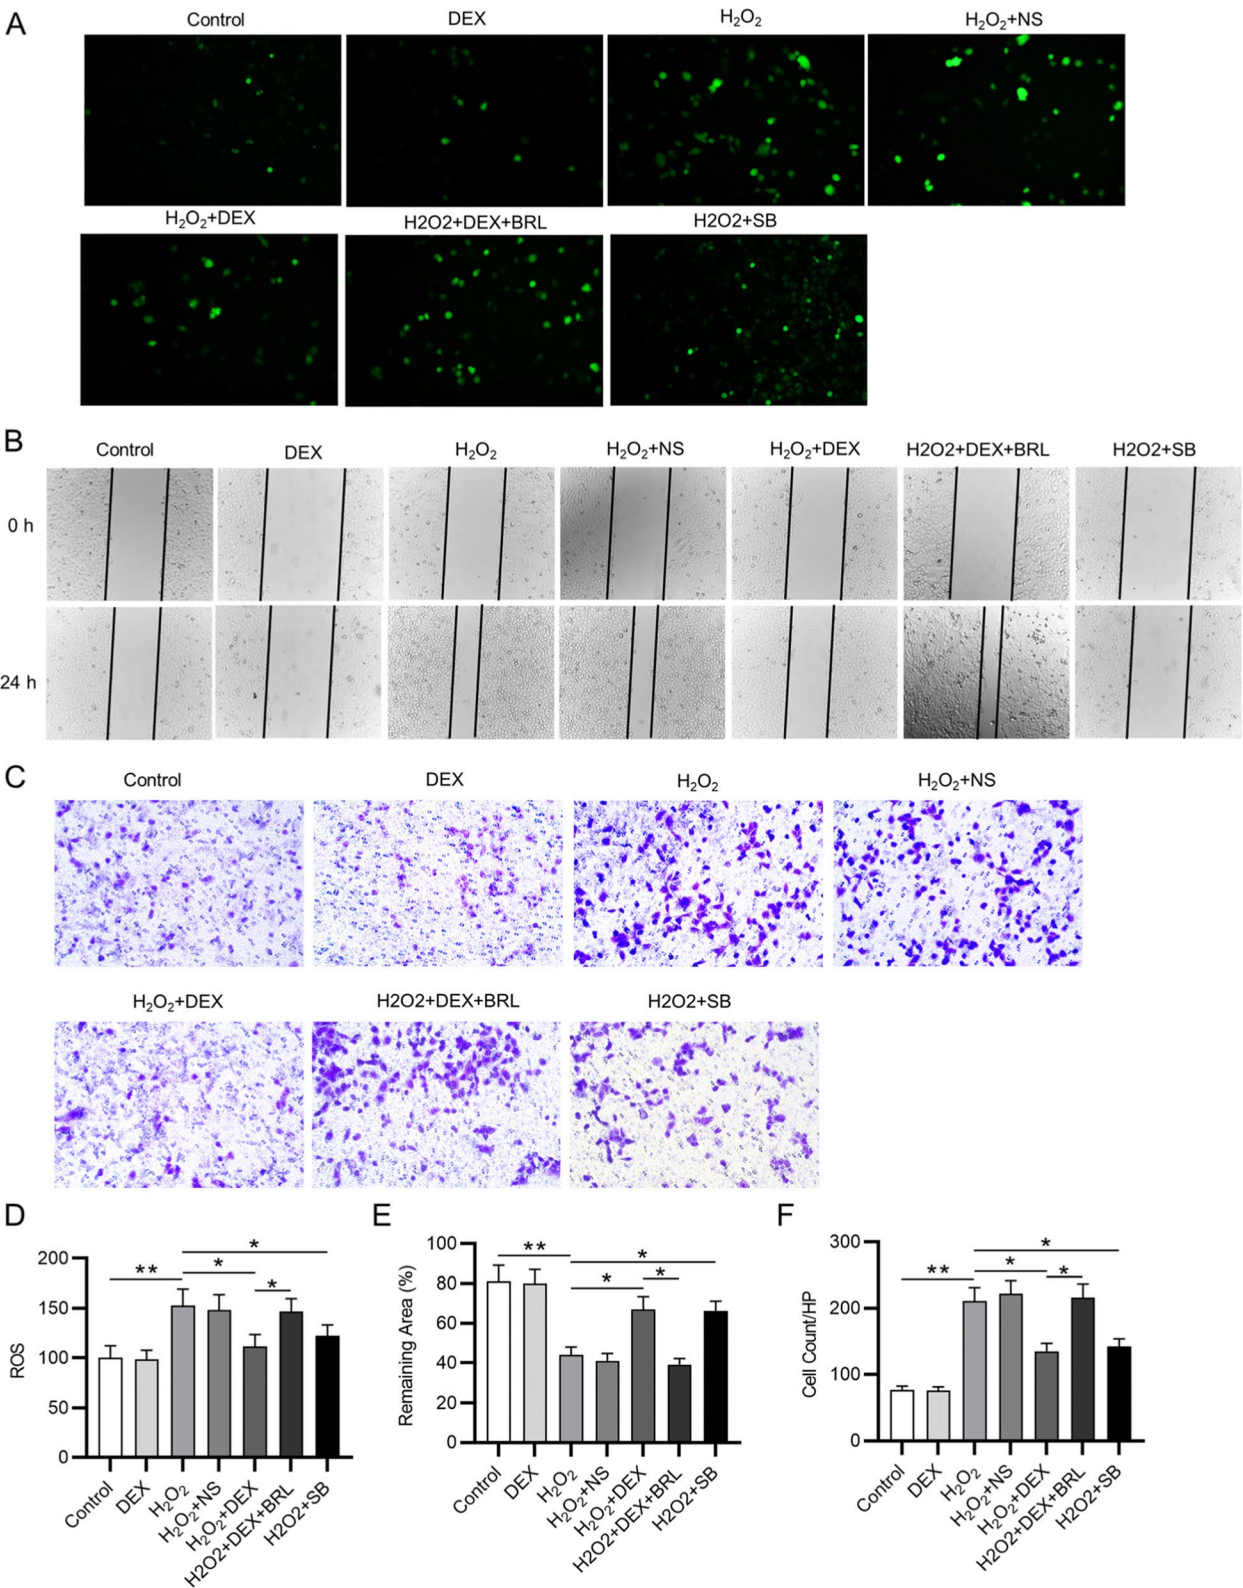 A
Control DEX H₂O₂ H₂O₂+NS
H₂O₂+DEX H2O2+DEX+BRL H2O2+SB
B
Control DEX H₂O₂ H₂O₂+NS H₂O₂+DEX H2O2+DEX+BRL H2O2+SB
0 h
24 h
C
Control DEX H₂O₂ H₂O₂+NS
H₂O₂+DEX H2O2+DEX+BRL H2O2+SB
D
ROS
200
150
100
50
0
**
*
*
*
Control
DEX
H₂O₂
H₂O₂+NS
H₂O₂+DEX
H2O2+DEX+BRL
H2O2+SB
E
Remaining Area (%)
100
80
60
40
20
0
**
*
*
*
Control
DEX
H₂O₂
H₂O₂+NS
H₂O₂+DEX
H2O2+DEX+BRL
H2O2+SB
F
Cell Count/HP
300
200
100
0
**
*
*
*
Control
DEX
H₂O₂
H₂O₂+NS
H₂O₂+DEX
H2O2+DEX+BRL
H2O2+SB